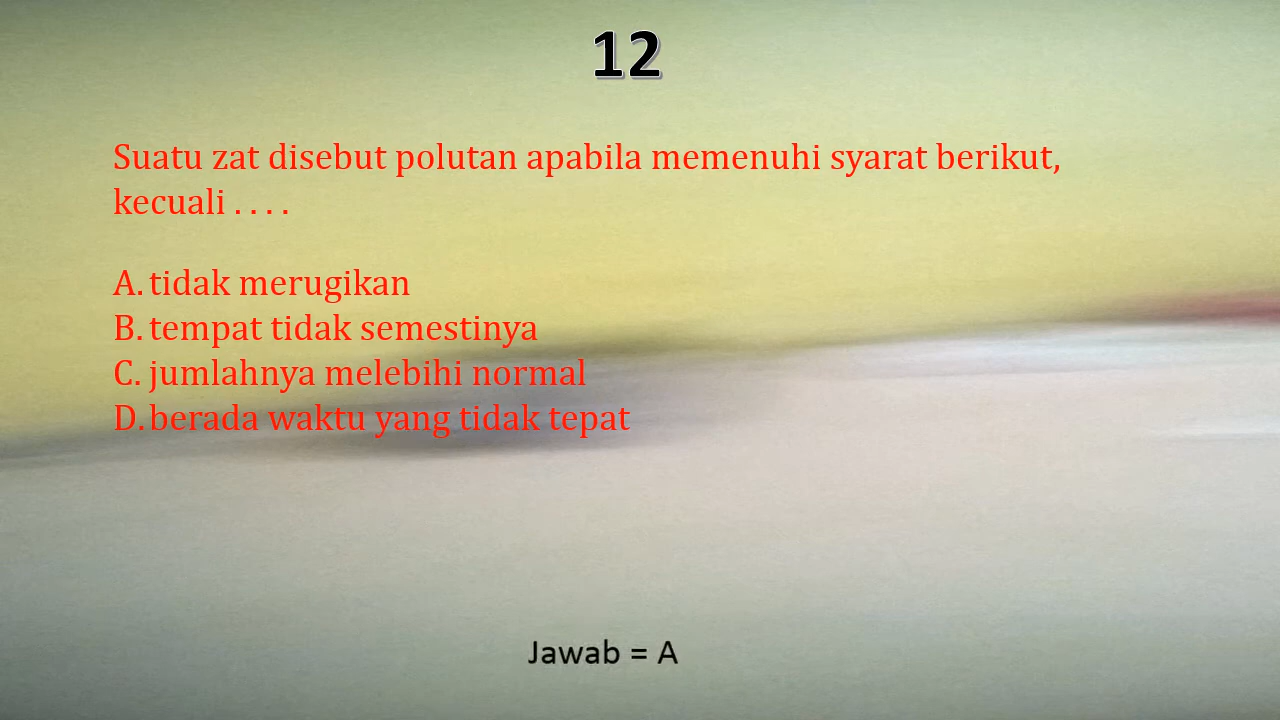 12
Suatu zat disebut polutan apabila memenuhi syarat berikut,
kecuali . . . .
A. tidak merugikan
B. tempat tidak semestinya
C. jumlahnya melebihi normal
D. berada waktu yang tidak tepat
Jawab = A